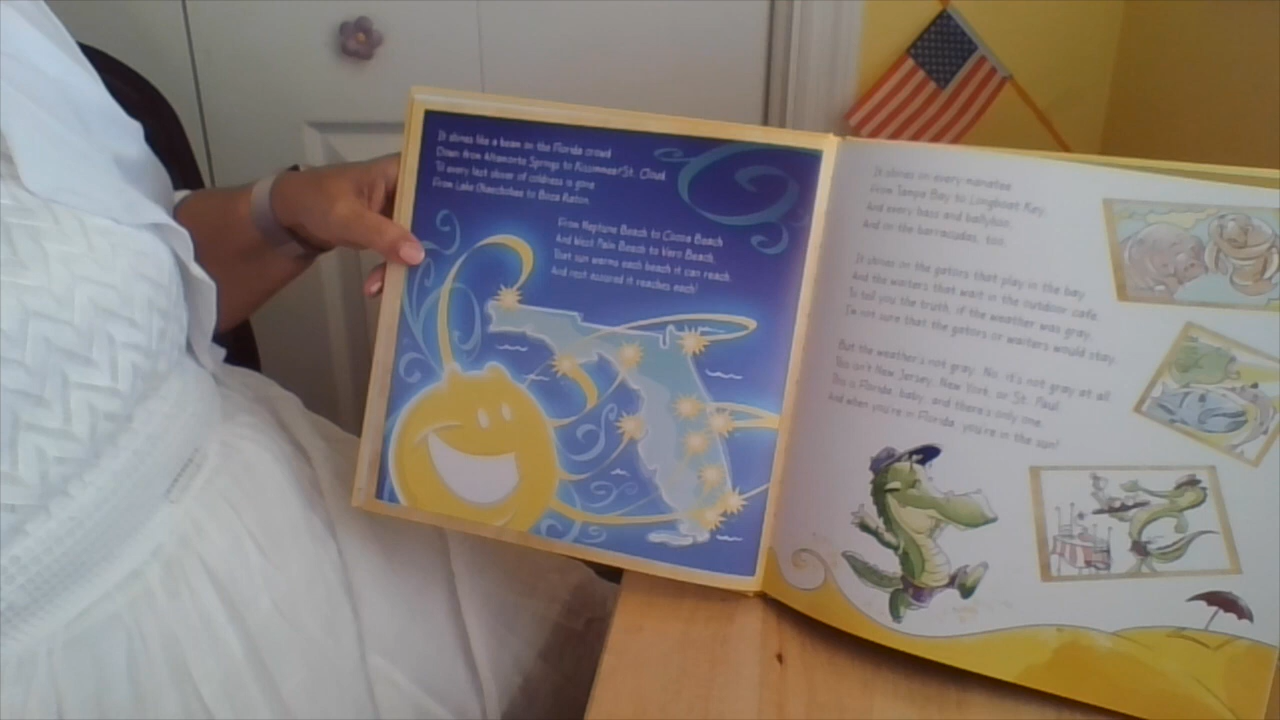 It shines like a beam on the Florida crowd
Down from Altamonte Springs to Kissimmee/St. Cloud
'Til every last shiver of coldness is gone
From Lake Okeechobee to Boca Raton.
From Neptune Beach to Cocoa Beach
And West Palm Beach to Vero Beach,
That sun warms each beach it can reach.
And rest assured it reaches each!
It shines on every manatee
From Tampa Bay to Longboat Key,
And every bass and ballyhoo,
And on the barracudas, too.
It shines on the gators that play in the bay
And the waiters that wait in the outdoor café.
To tell you the truth, if the weather was gray,
I'm not sure that the gators or waiters would stay.
But the weather's not gray. No, it's not gray at all
This isn't New Jersey, New York, or St. Paul
This is Florida, baby, and there's only one.
And when you're in Florida, you're in the sun!